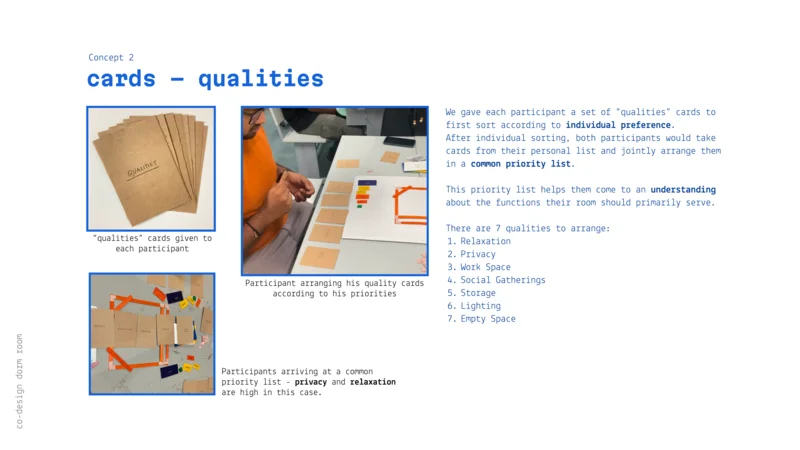 Concept 2
cards – qualities
QUALITIES
"qualities" cards given to
each participant
Participant arranging his quality cards
according to his priorities
Participants arriving at a common
priority list - privacy and relaxation
are high in this case.
We gave each participant a set of "qualities" cards to
first sort according to individual preference.
After individual sorting, both participants would take
cards from their personal list and jointly arrange them
in a common priority list.
This priority list helps them come to an understanding
about the functions their room should primarily serve.
There are 7 qualities to arrange:
1. Relaxation
2. Privacy
3. Work Space
4. Social Gatherings
5. Storage
6. Lighting
7. Empty Space
co-design dorm room